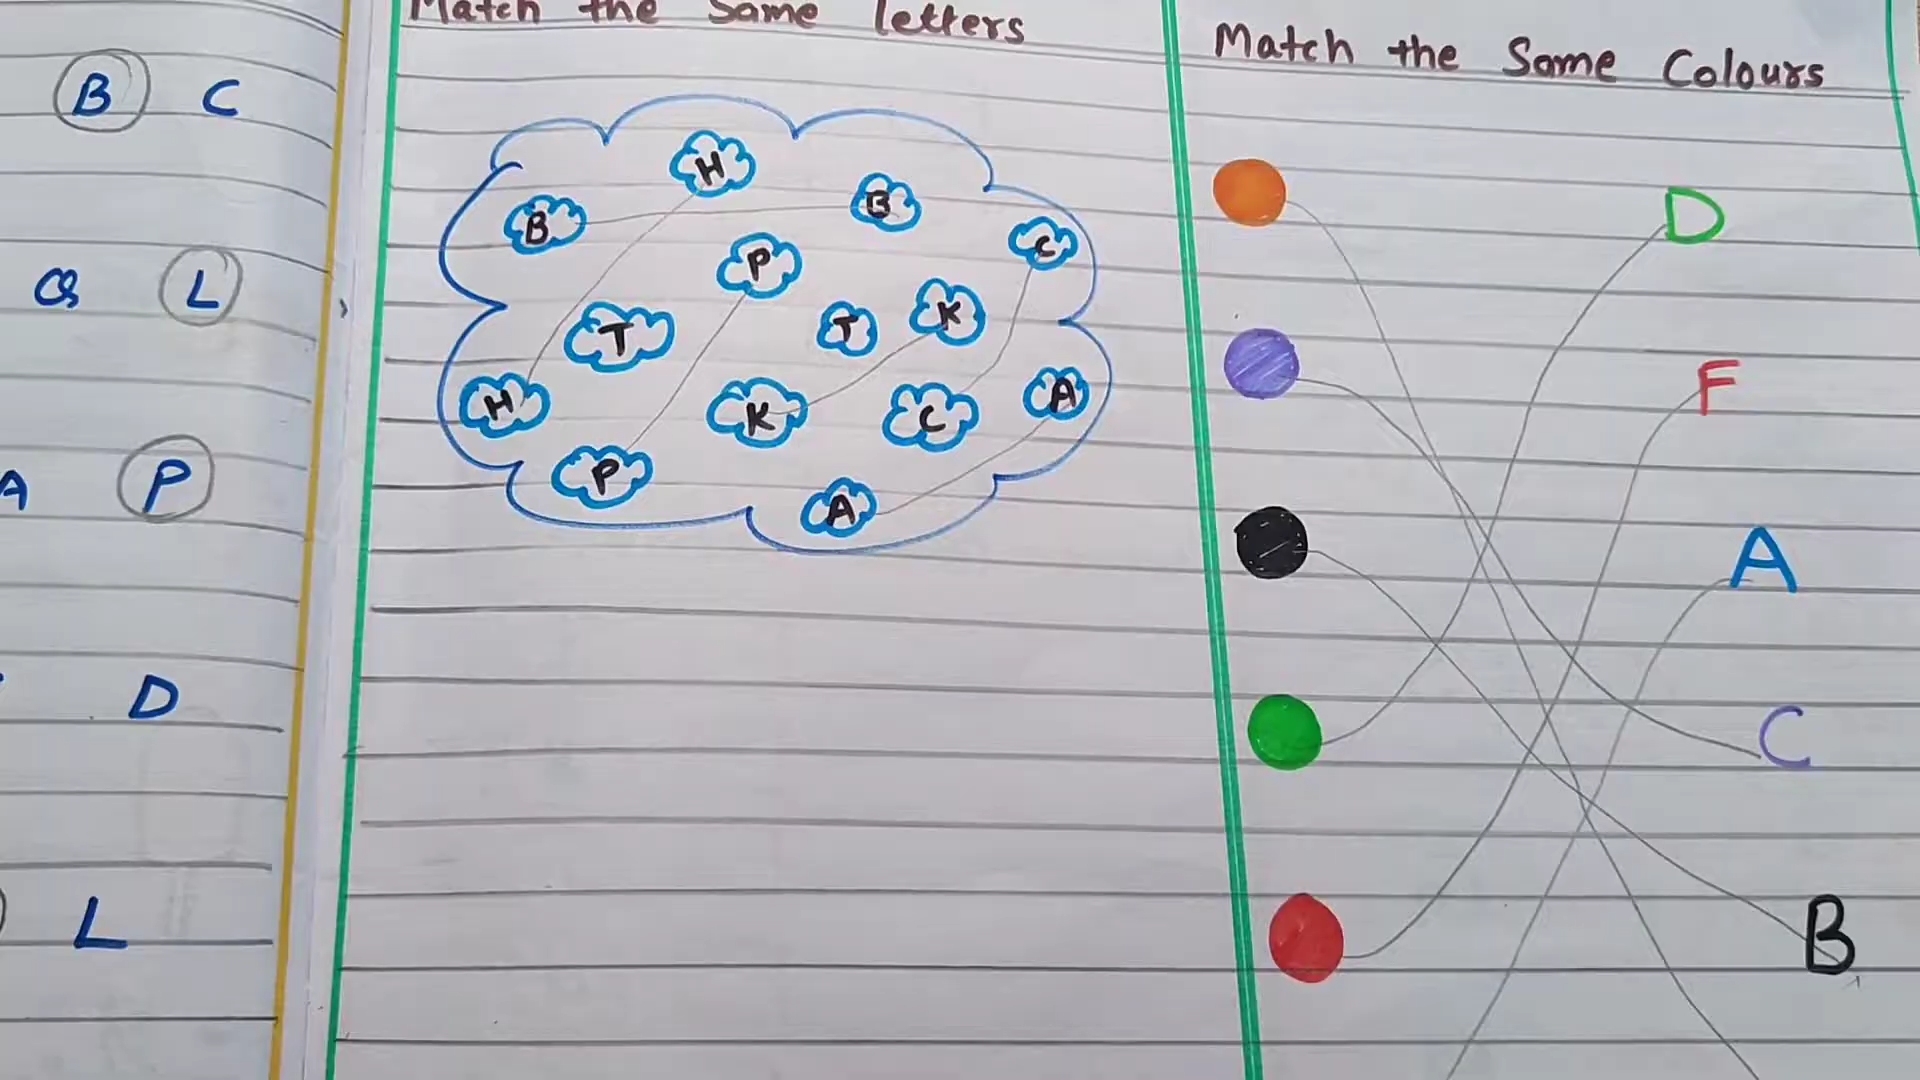 B C
Q L
A P
D
L
Match the Same letters
H
B B
C
P
T T K
H K C A
P
A
Match the Same Colours
D
F
A
C
B